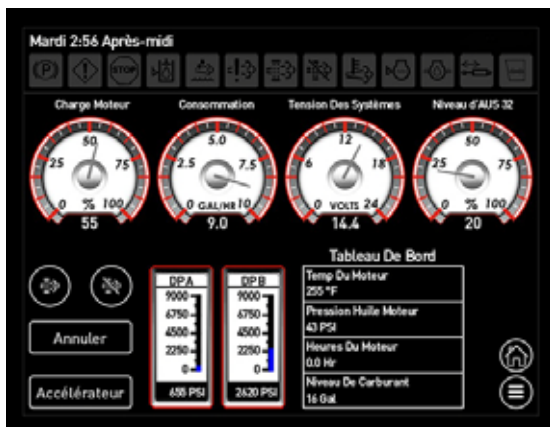 Mardi 2:56 Après-midi
(P) STOP
Charge Moteur Consommation Tension Des Systèmes Niveau d'AUS 32
50 5.0 12 50
25 75 2.5 7.5 6 18 25 75
0 % 100 0 GAL/HR 10 0 VOLTS 24 0 % 100
55 9.0 14.4 20
Tableau De Bord
DPA DPB
9000 9000
6750 6750
4500 4500
2250 2250
0 0
655 PSI 2620 PSI
Temp Du Moteur
255 °F
Pression Huile Moteur
43 PSI
Heures Du Moteur
0.0 Hr
Niveau De Carburant
16 Gal
Annuler
Accélérateur